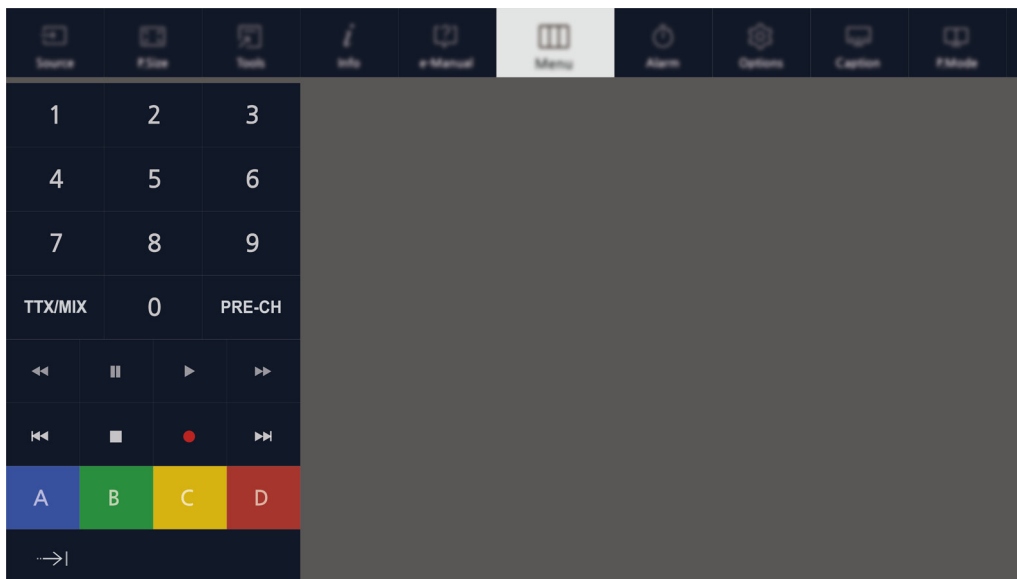 Source P.Size Tools Info e-Manual Menu Alarm Options Caption P.Mode
1 2 3
4 5 6
7 8 9
TTX/MIX 0 PRE-CH
A B C D